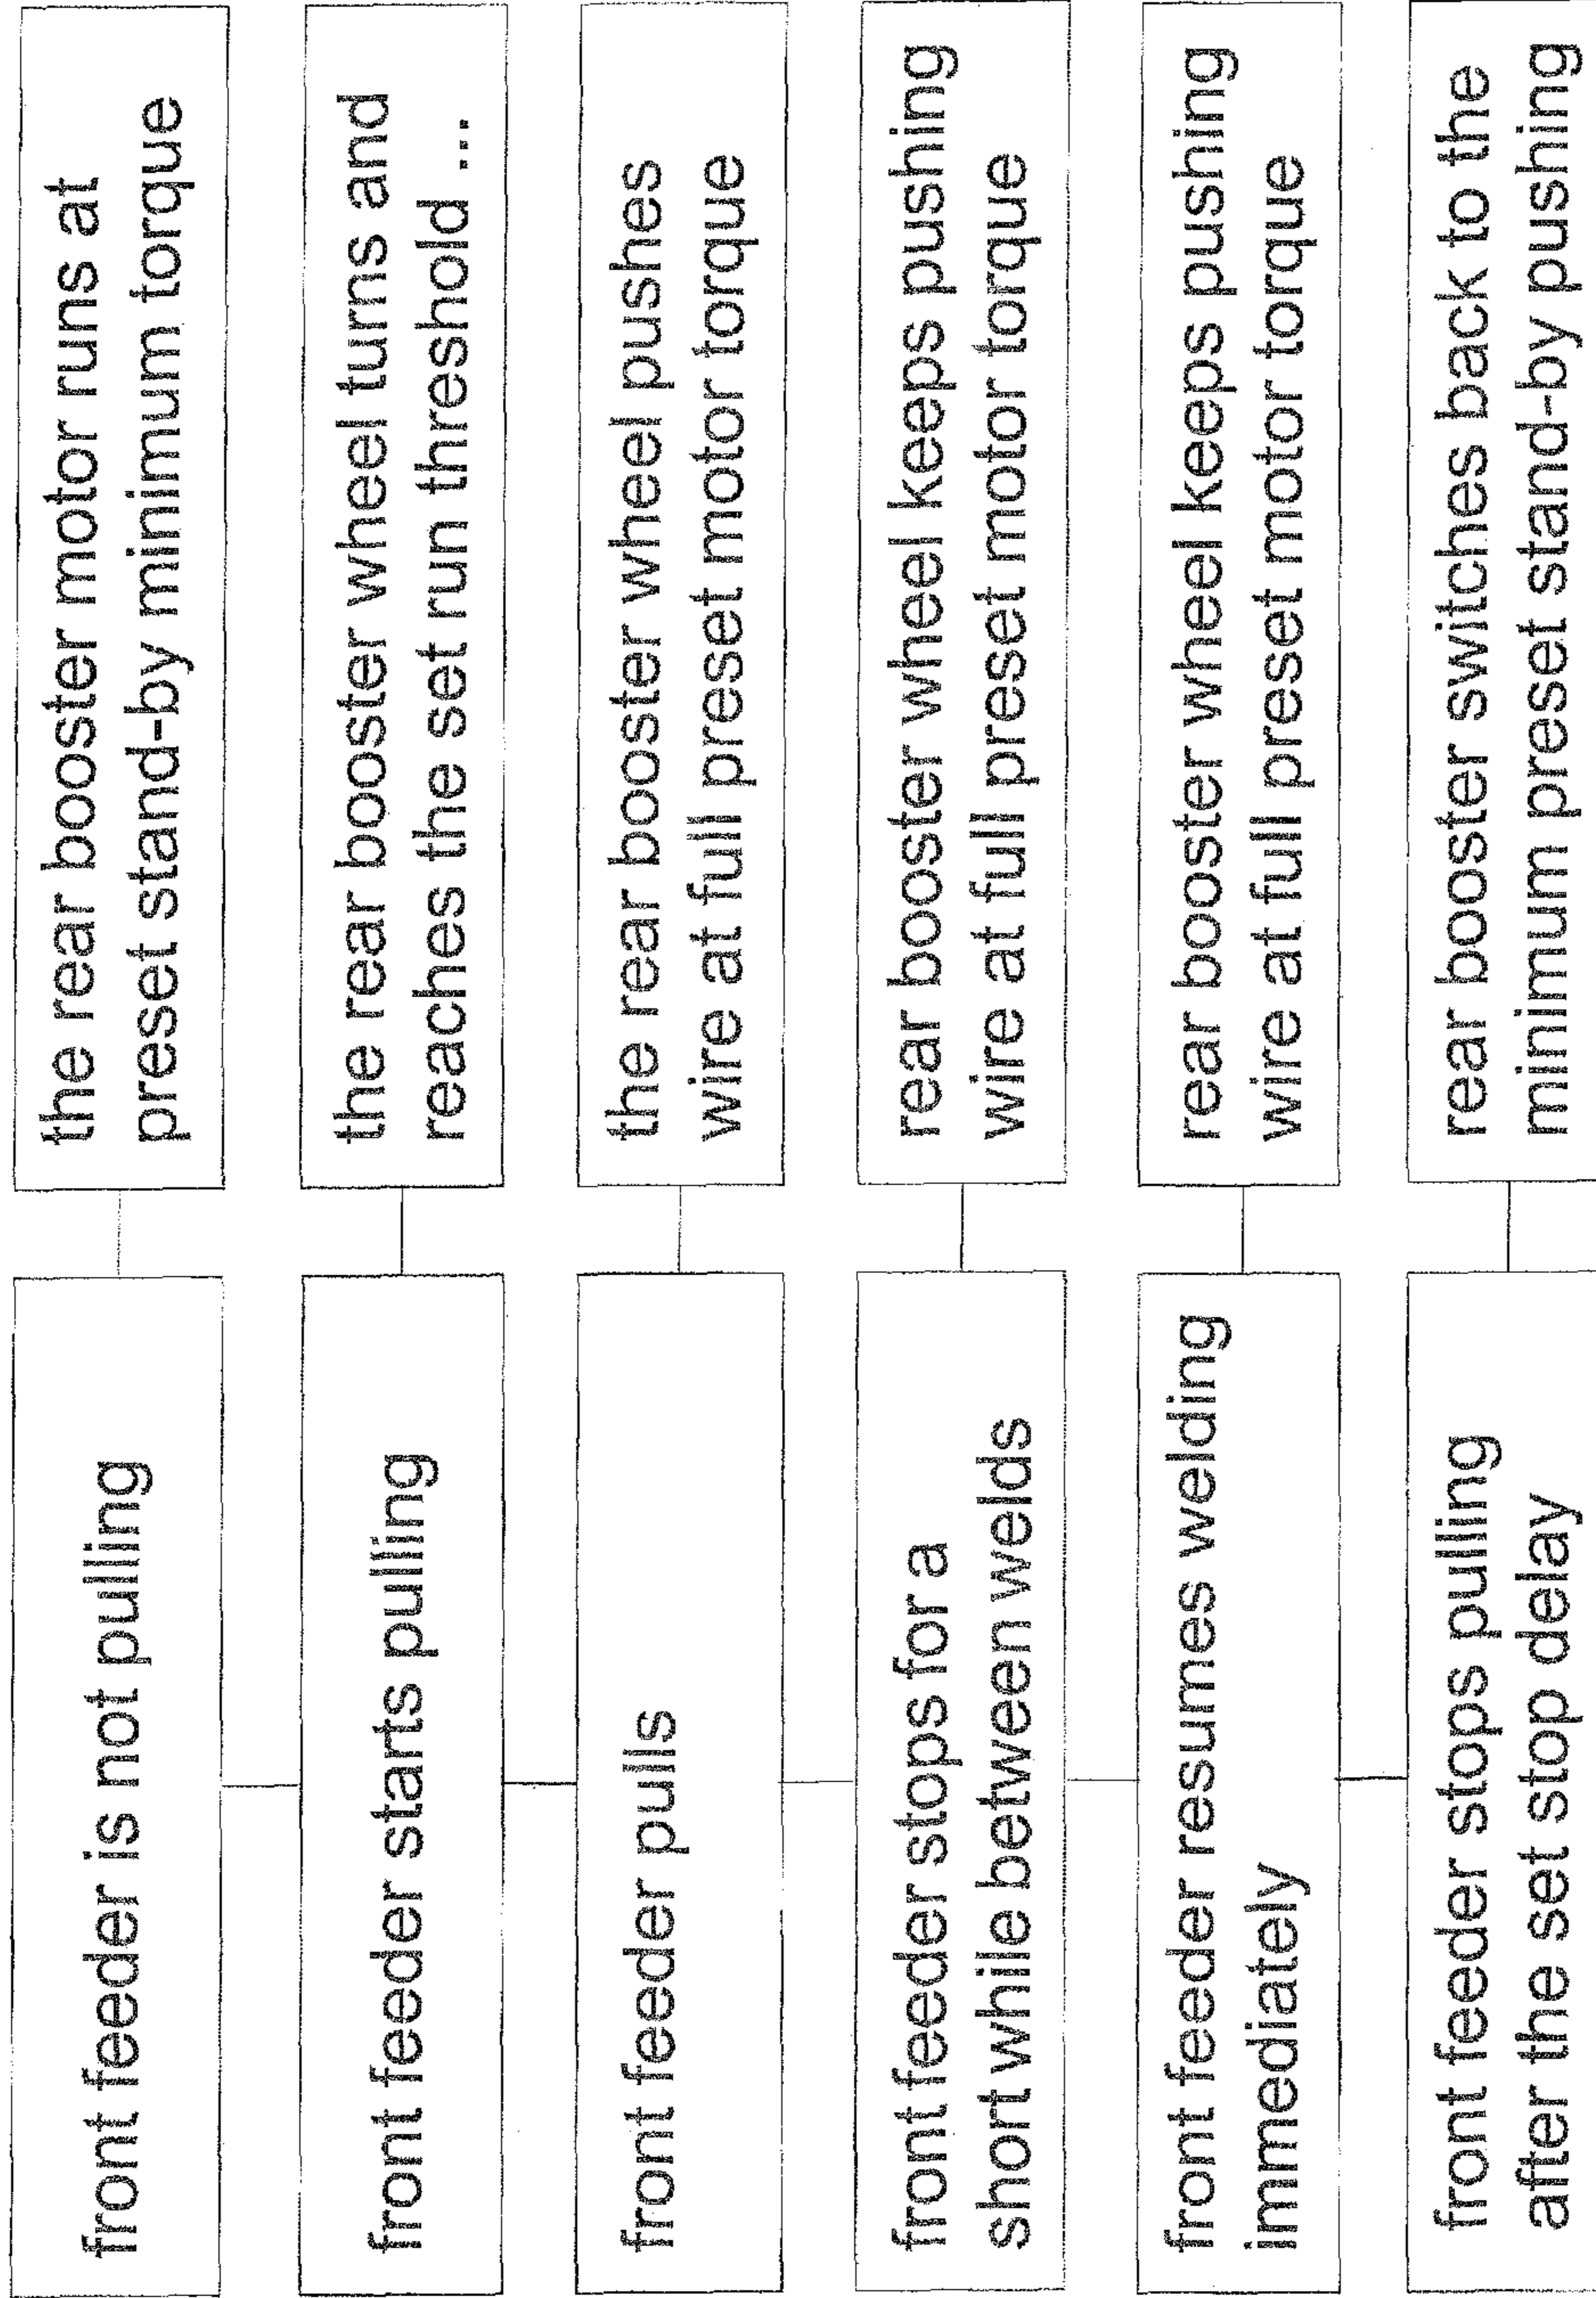 front feeder is not pulling
the rear booster motor runs at
preset stand-by minimum torque
front feeder starts pulling
the rear booster wheel turns and
reaches the set run threshold ...
front feeder pulls
the rear booster wheel pushes
wire at full preset motor torque
front feeder stops for a
short while between welds
rear booster wheel keeps pushing
wire at full preset motor torque
front feeder resumes welding
immediately
rear booster wheel keeps pushing
wire at full preset motor torque
front feeder stops pulling
after the set stop delay
rear booster switches back to the
minimum preset stand-by pushing